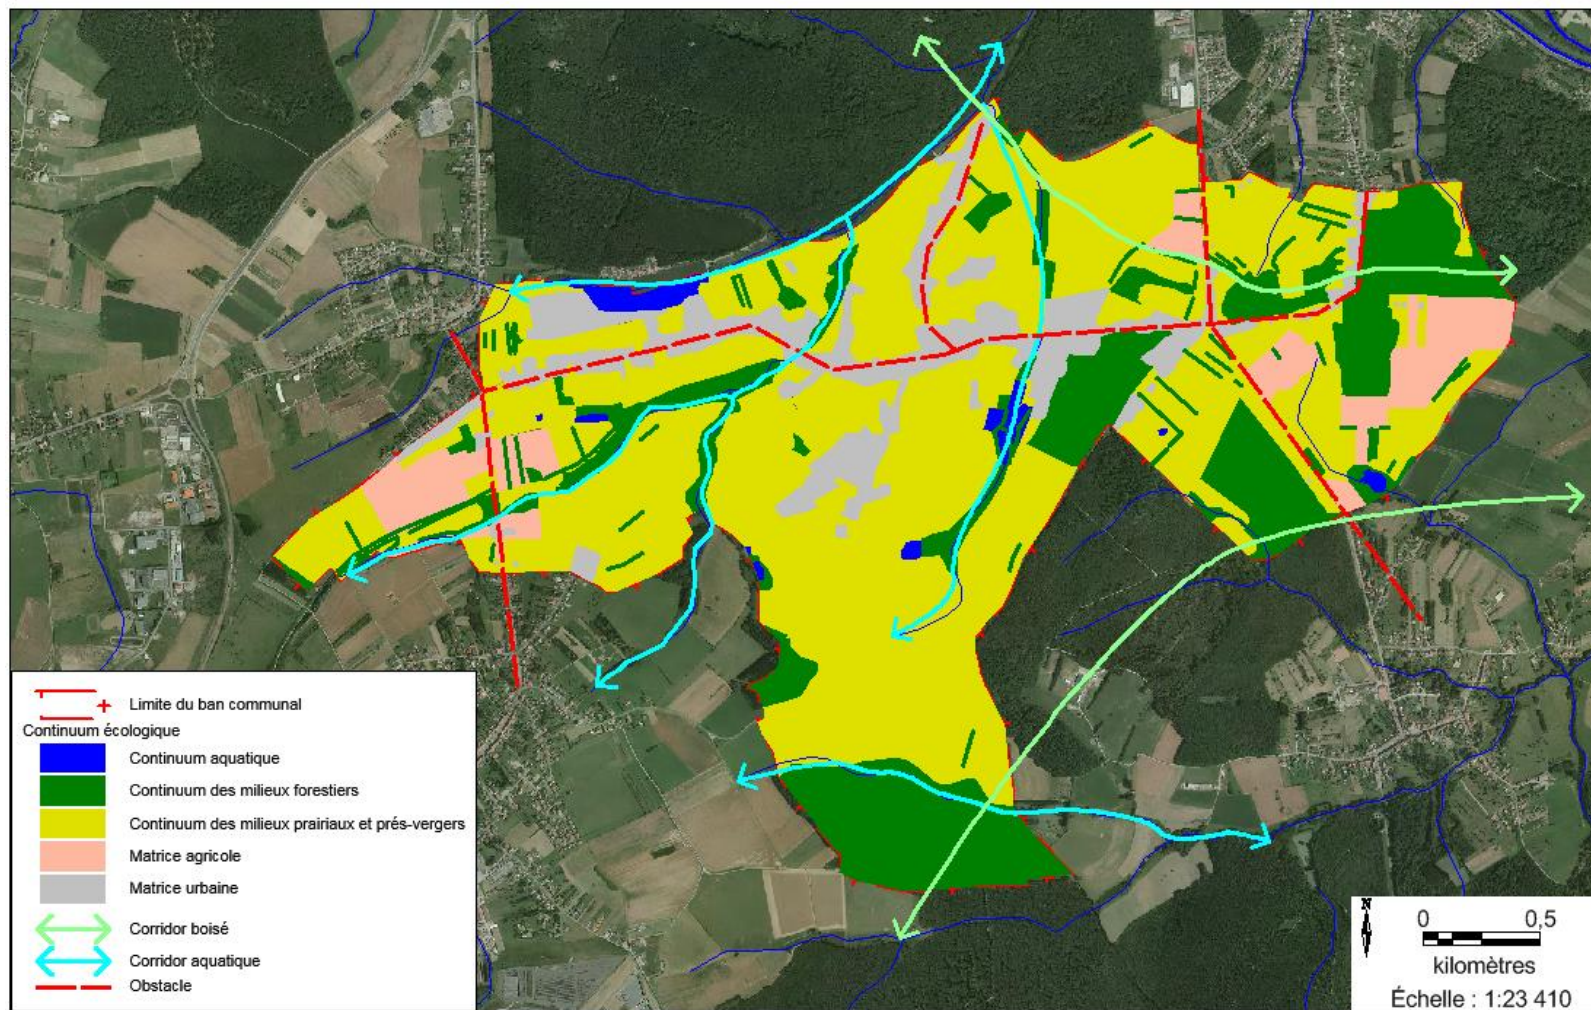 Limite du ban communal
Continuum écologique
Continuum aquatique
Continuum des milieux forestiers
Continuum des milieux prairiaux et prés-vergers
Matrice agricole
Matrice urbaine
Corridor boisé
Corridor aquatique
Obstacle
N
0 0,5
kilomètres
Échelle : 1:23 410